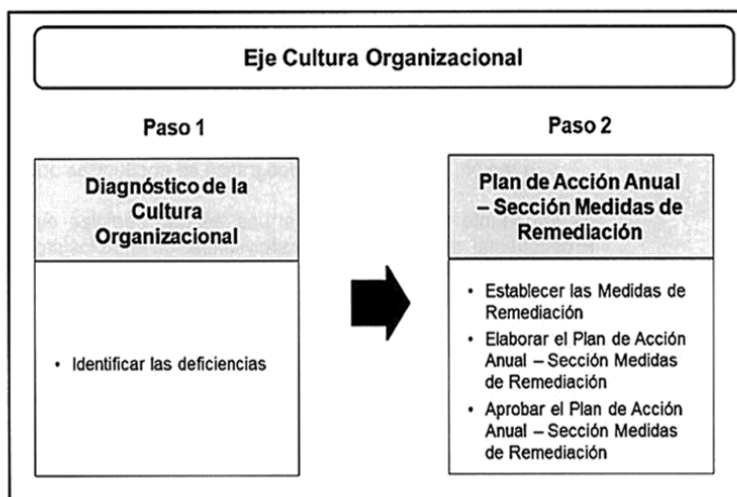 Eje Cultura Organizacional
Paso 1
Diagnóstico de la
Cultura
Organizacional
• Identificar las deficiencias
Paso 2
Plan de Acción Anual
– Sección Medidas de
Remediación
• Establecer las Medidas de
Remediación
• Elaborar el Plan de Acción
Anual – Sección Medidas
de Remediación
• Aprobar el Plan de Acción
Anual – Sección Medidas
de Remediación